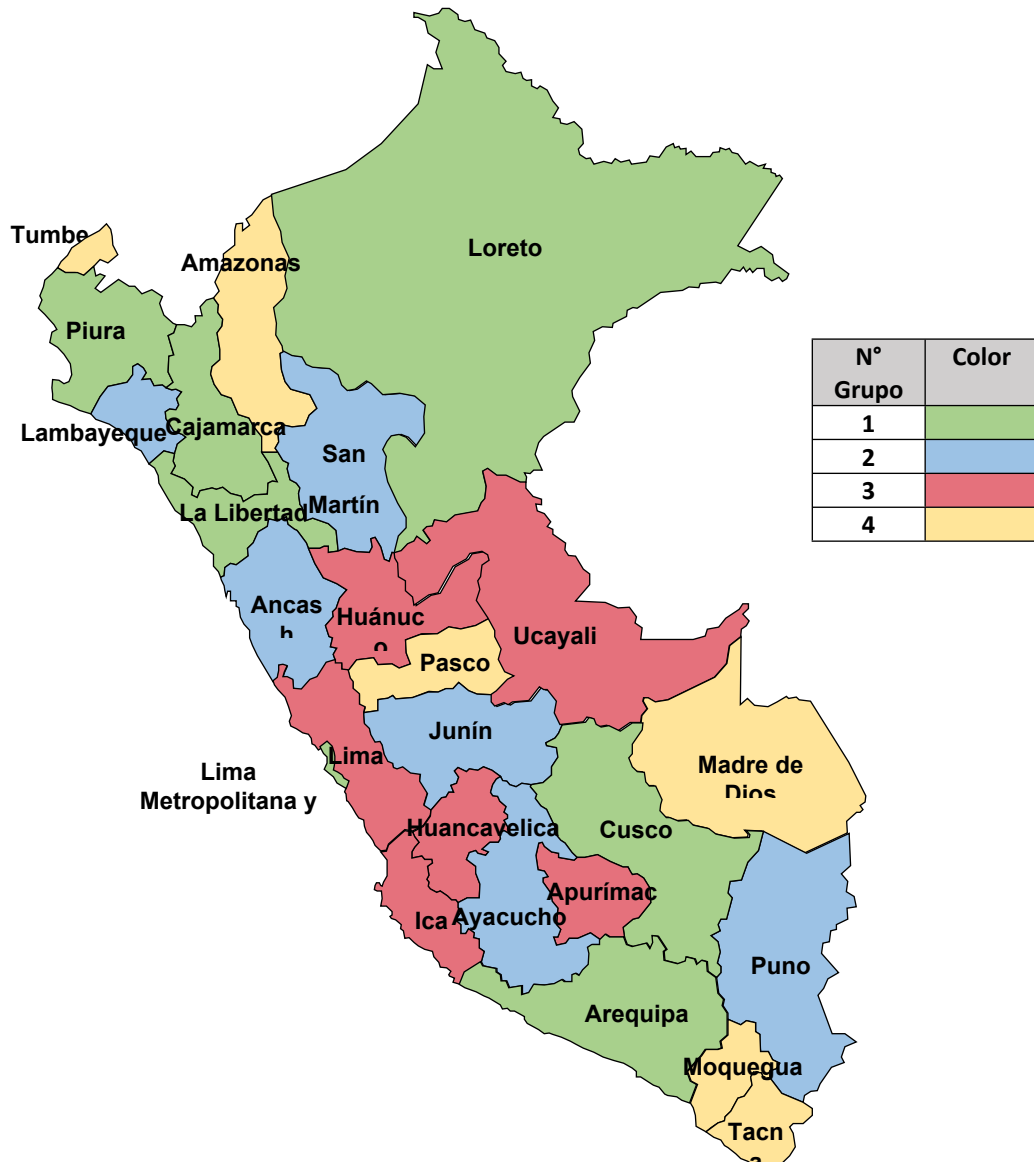 Loreto
Tumbe
Amazonas
Piura
Lambayeque
Cajamarca
San
Martín
La Libertad
N°
Grupo
Color
1
2
3
4
Ancas
h
Huánuc
o
Ucayali
Pasco
Junín
Lima
Lima
Metropolitana y
Madre de
Dios
Huancavelica
Cusco
Apurímac
Ica
Ayacucho
Puno
Arequipa
Moquegua
Tacn
a